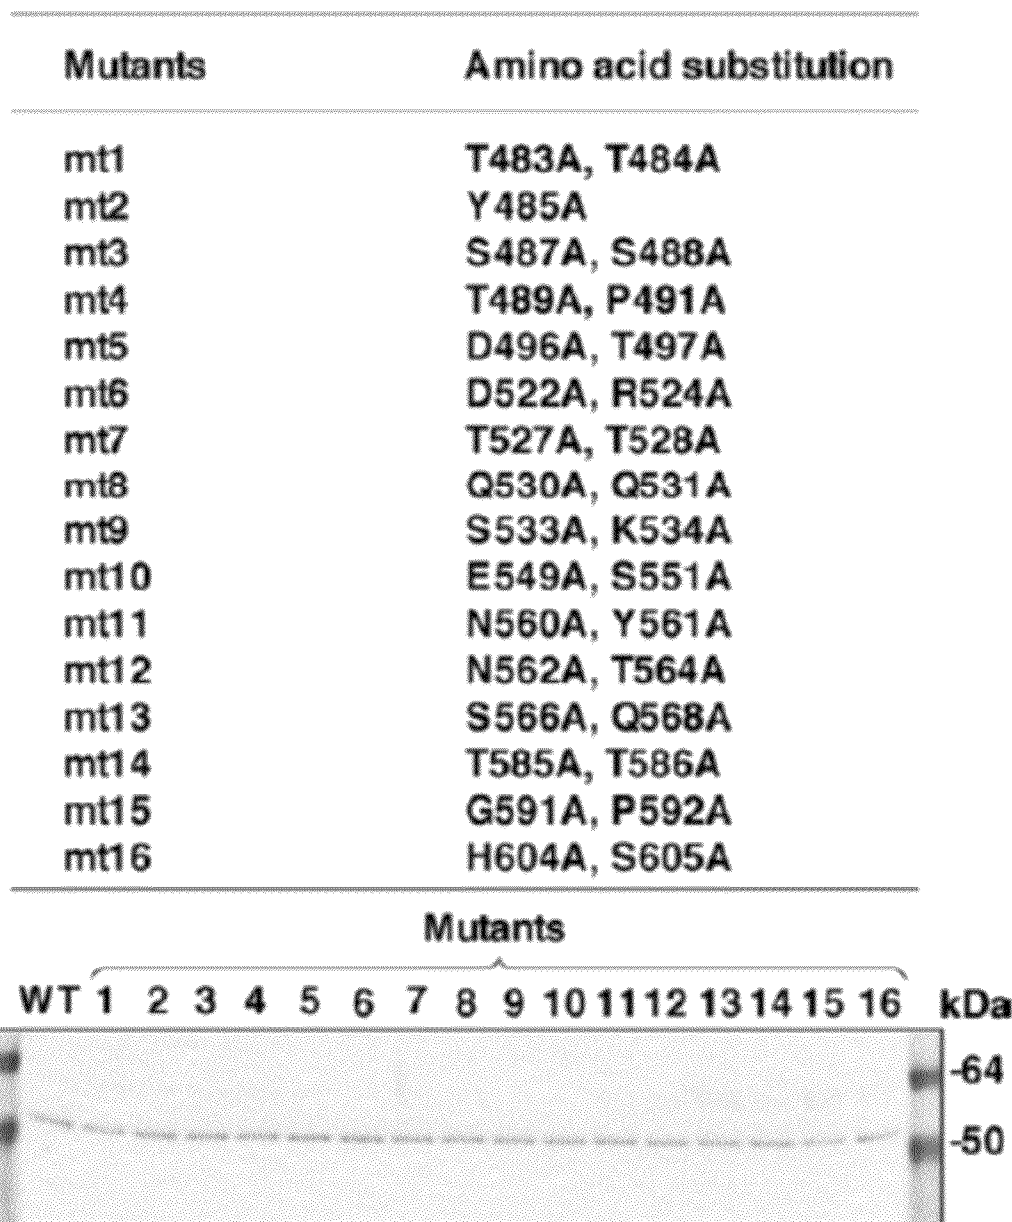 Mutants Amino acid substitution
mt1 T483A, T484A
mt2 Y485A
mt3 S487A, S488A
mt4 T489A, P491A
mt5 D496A, T497A
mt6 D522A, R524A
mt7 T527A, T528A
mt8 Q530A, Q531A
mt9 S533A, K534A
mt10 E549A, S551A
mt11 N560A, Y561A
mt12 N562A, T564A
mt13 S566A, Q568A
mt14 T585A, T586A
mt15 G591A, P592A
mt16 H604A, S605A
Mutants
WT 1 2 3 4 5 6 7 8 9 10 11 12 13 14 15 16 kDa
-64
-50